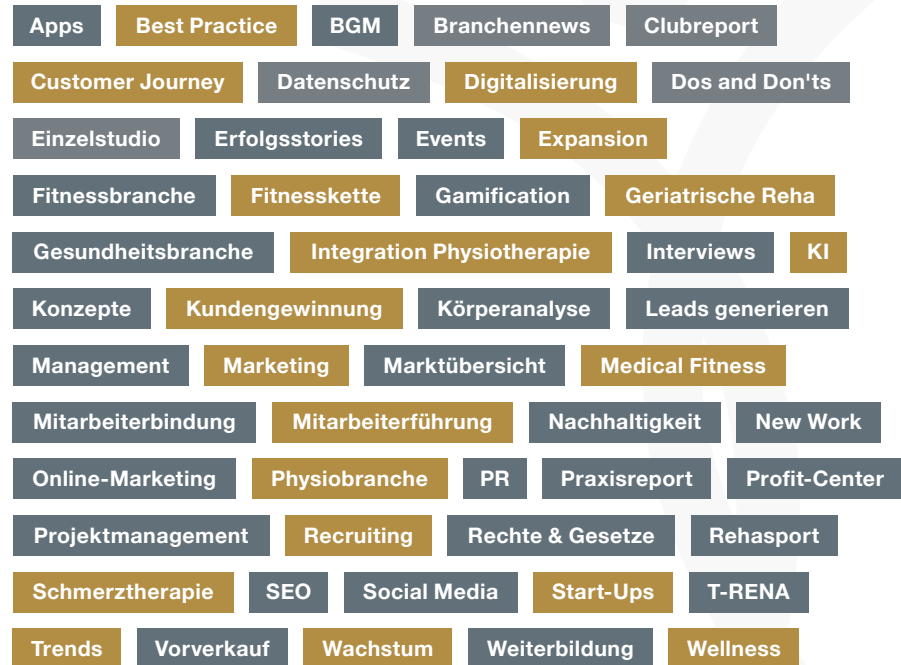 Apps Best Practice BGM Branchennews Clubreport
Customer Journey Datenschutz Digitalisierung Dos and Don'ts
Einzelstudio Erfolgsstories Events Expansion
Fitnessbranche Fitnesskette Gamification Geriatrische Reha
Gesundheitsbranche Integration Physiotherapie Interviews KI
Konzepte Kundengewinnung Körperanalyse Leads generieren
Management Marketing Marktübersicht Medical Fitness
Mitarbeiterbindung Mitarbeiterführung Nachhaltigkeit New Work
Online-Marketing Physiobranche PR Praxisreport Profit-Center
Projektmanagement Recruiting Rechte & Gesetze Rehasport
Schmerztherapie SEO Social Media Start-Ups T-RENA
Trends Vorverkauf Wachstum Weiterbildung Wellness